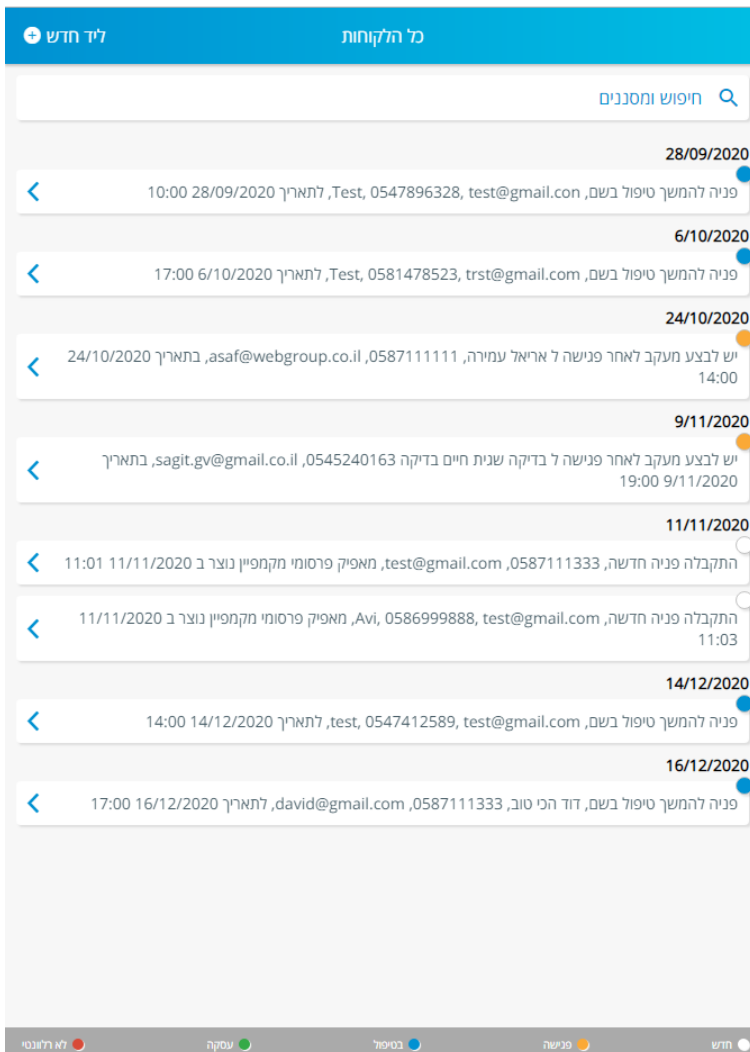 כל הלקוחות
ליד חדש
חיפוש ומסננים
28/09/2020
פניה להמשך טיפול בשם, Test, 0547896328, test@gmail.con, לתאריך 28/09/2020 10:00
6/10/2020
פניה להמשך טיפול בשם, Test, 0581478523, trst@gmail.com, לתאריך 6/10/2020 17:00
24/10/2020
יש לבצע מעקב לאחר פגישה ל אריאל עמירה, 0587111111, asaf@webgroup.co.il, בתאריך 24/10/2020
14:00
9/11/2020
יש לבצע מעקב לאחר פגישה ל בדיקה שנית חיים בדיקה 0545240163, sagit.gv@gmail.co.il, בתאריך
9/11/2020 19:00
11/11/2020
התקבלה פניה חדשה, 0587111333, test@gmail.com, מאפיק פרסומי מקמפיין נוצר ב 11/11/2020 11:01
התקבלה פניה חדשה, Avi, 0586999888, test@gmail.com, מאפיק פרסומי מקמפיין נוצר ב 11/11/2020
11:03
14/12/2020
פניה להמשך טיפול בשם, test, 0547412589, test@gmail.com, לתאריך 14/12/2020 14:00
16/12/2020
פניה להמשך טיפול בשם, דוד הכי טוב, 0587111333, david@gmail.com, לתאריך 16/12/2020 17:00
חדש פגישה בטיפול עסקה לא רלוונטי